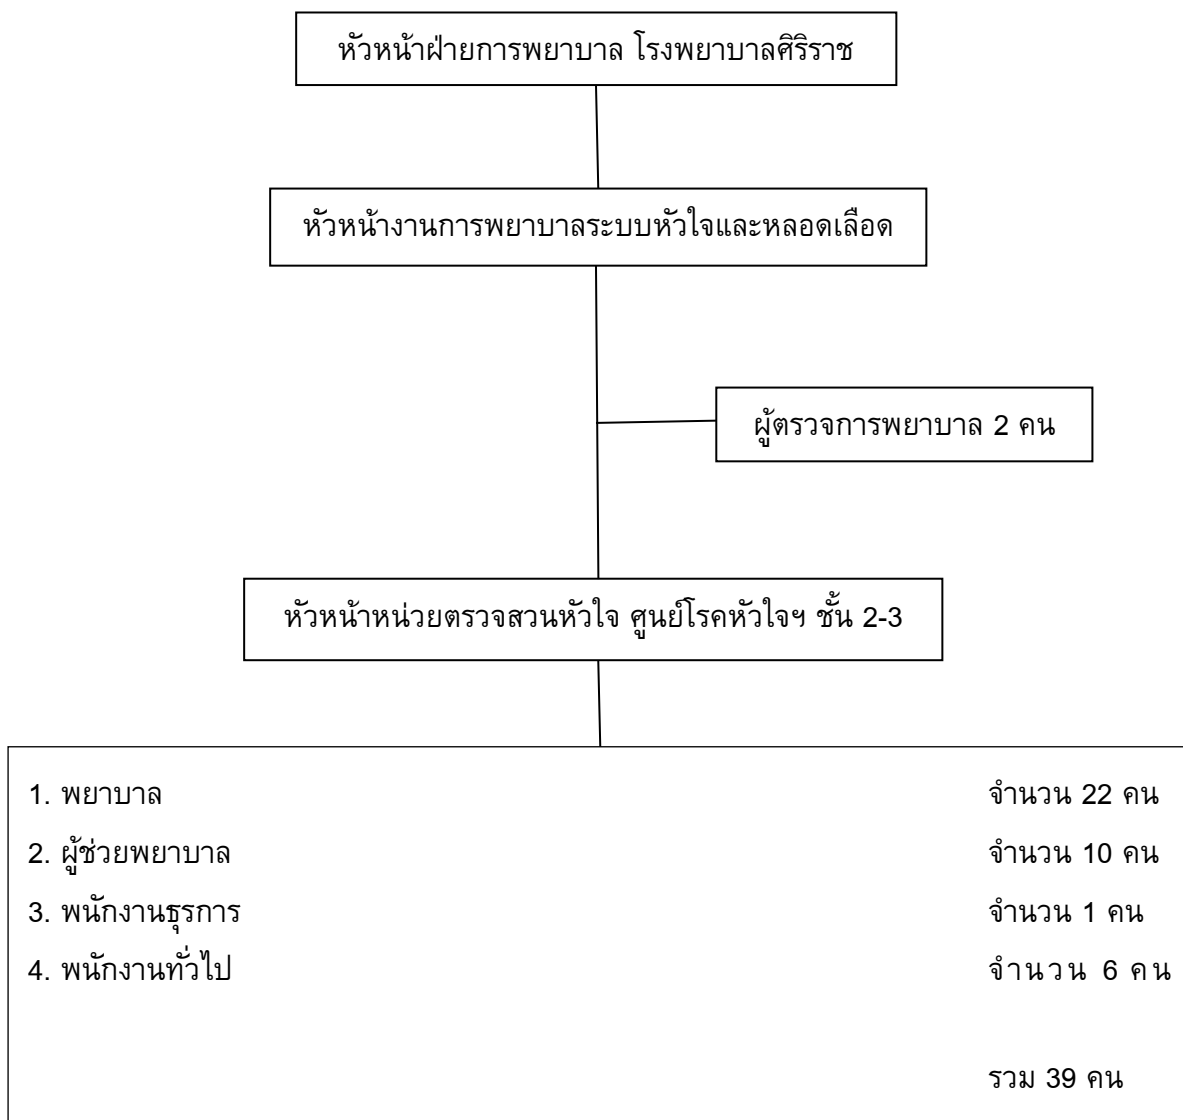 หัวหน้าฝ่ายการพยาบาล โรงพยาบาลศิริราช
หัวหน้างานการพยาบาลระบบหัวใจและหลอดเลือด
ผู้ตรวจการพยาบาล 2 คน
หัวหน้าหน่วยตรวจสวนหัวใจ ศูนย์โรคหัวใจฯ ชั้น 2-3
1. พยาบาล จำนวน 22 คน
2. ผู้ช่วยพยาบาล จำนวน 10 คน
3. พนักงานธุรการ จำนวน 1 คน
4. พนักงานทั่วไป จำนวน 6 คน
รวม 39 คน